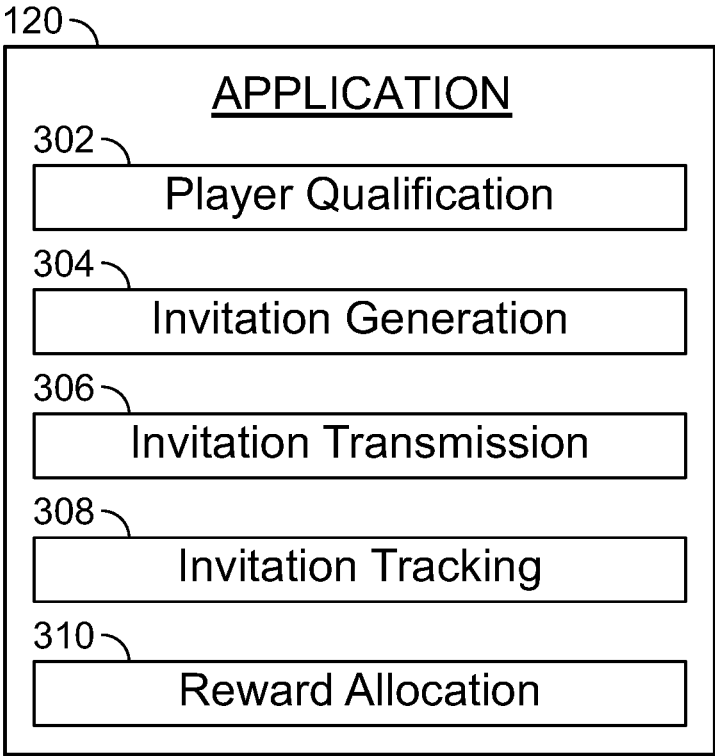 120
APPLICATION
302
Player Qualification
304
Invitation Generation
306
Invitation Transmission
308
Invitation Tracking
310
Reward Allocation